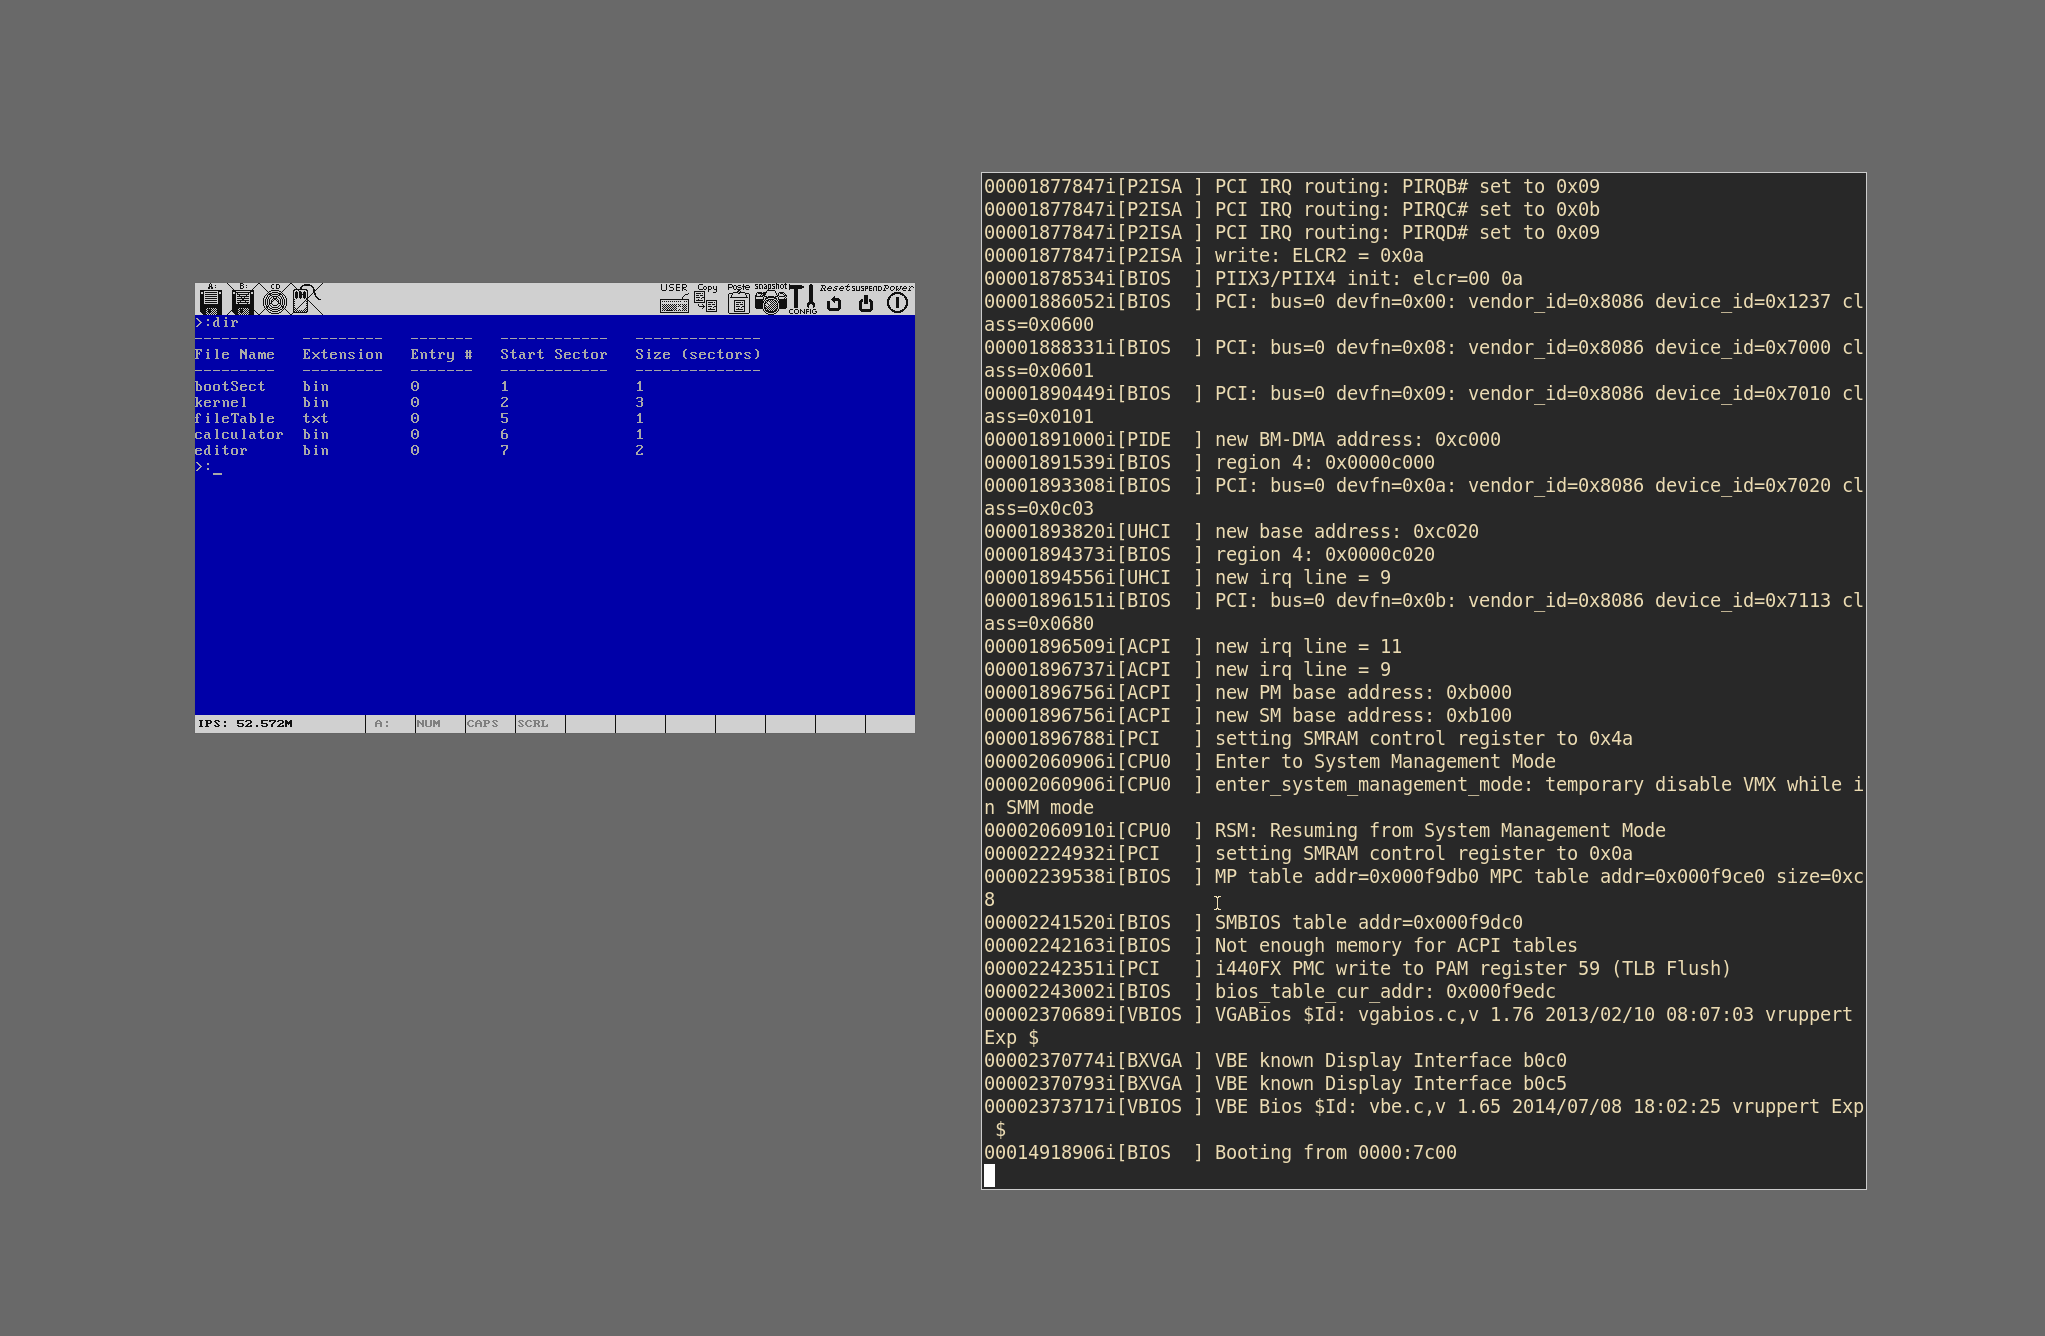 A: B: CD USER Copy Paste snapshot CONFIG Reset SUSPEND Power
>:dir
--------- --------- ------- ------------ --------------
File Name Extension Entry # Start Sector Size (sectors)
--------- --------- ------- ------------ --------------
bootSect bin 0 1 1
kernel bin 0 2 3
fileTable txt 0 5 1
calculator bin 0 6 1
editor bin 0 7 2
>:_
IPS: 52.572M A: NUM CAPS SCRL
00001877847i[P2ISA ] PCI IRQ routing: PIRQB# set to 0x09
00001877847i[P2ISA ] PCI IRQ routing: PIRQC# set to 0x0b
00001877847i[P2ISA ] PCI IRQ routing: PIRQD# set to 0x09
00001877847i[P2ISA ] write: ELCR2 = 0x0a
00001878534i[BIOS  ] PIIX3/PIIX4 init: elcr=00 0a
00001886052i[BIOS  ] PCI: bus=0 devfn=0x00: vendor_id=0x8086 device_id=0x1237 cl
ass=0x0600
00001888331i[BIOS  ] PCI: bus=0 devfn=0x08: vendor_id=0x8086 device_id=0x7000 cl
ass=0x0601
00001890449i[BIOS  ] PCI: bus=0 devfn=0x09: vendor_id=0x8086 device_id=0x7010 cl
ass=0x0101
00001891000i[PIDE  ] new BM-DMA address: 0xc000
00001891539i[BIOS  ] region 4: 0x0000c000
00001893308i[BIOS  ] PCI: bus=0 devfn=0x0a: vendor_id=0x8086 device_id=0x7020 cl
ass=0x0c03
00001893820i[UHCI  ] new base address: 0xc020
00001894373i[BIOS  ] region 4: 0x0000c020
00001894556i[UHCI  ] new irq line = 9
00001896151i[BIOS  ] PCI: bus=0 devfn=0x0b: vendor_id=0x8086 device_id=0x7113 cl
ass=0x0680
00001896509i[ACPI  ] new irq line = 11
00001896737i[ACPI  ] new irq line = 9
00001896756i[ACPI  ] new PM base address: 0xb000
00001896756i[ACPI  ] new SM base address: 0xb100
00001896788i[PCI   ] setting SMRAM control register to 0x4a
00002060906i[CPU0  ] Enter to System Management Mode
00002060906i[CPU0  ] enter_system_management_mode: temporary disable VMX while i
n SMM mode
00002060910i[CPU0  ] RSM: Resuming from System Management Mode
00002224932i[PCI   ] setting SMRAM control register to 0x0a
00002239538i[BIOS  ] MP table addr=0x000f9db0 MPC table addr=0x000f9ce0 size=0xc
8
00002241520i[BIOS  ] SMBIOS table addr=0x000f9dc0
00002242163i[BIOS  ] Not enough memory for ACPI tables
00002242351i[PCI   ] i440FX PMC write to PAM register 59 (TLB Flush)
00002243002i[BIOS  ] bios_table_cur_addr: 0x000f9edc
00002370689i[VBIOS ] VGABios $Id: vgabios.c,v 1.76 2013/02/10 08:07:03 vruppert
Exp $
00002370774i[BXVGA ] VBE known Display Interface b0c0
00002370793i[BXVGA ] VBE known Display Interface b0c5
00002373717i[VBIOS ] VBE Bios $Id: vbe.c,v 1.65 2014/07/08 18:02:25 vruppert Exp
 $
00014918906i[BIOS  ] Booting from 0000:7c00